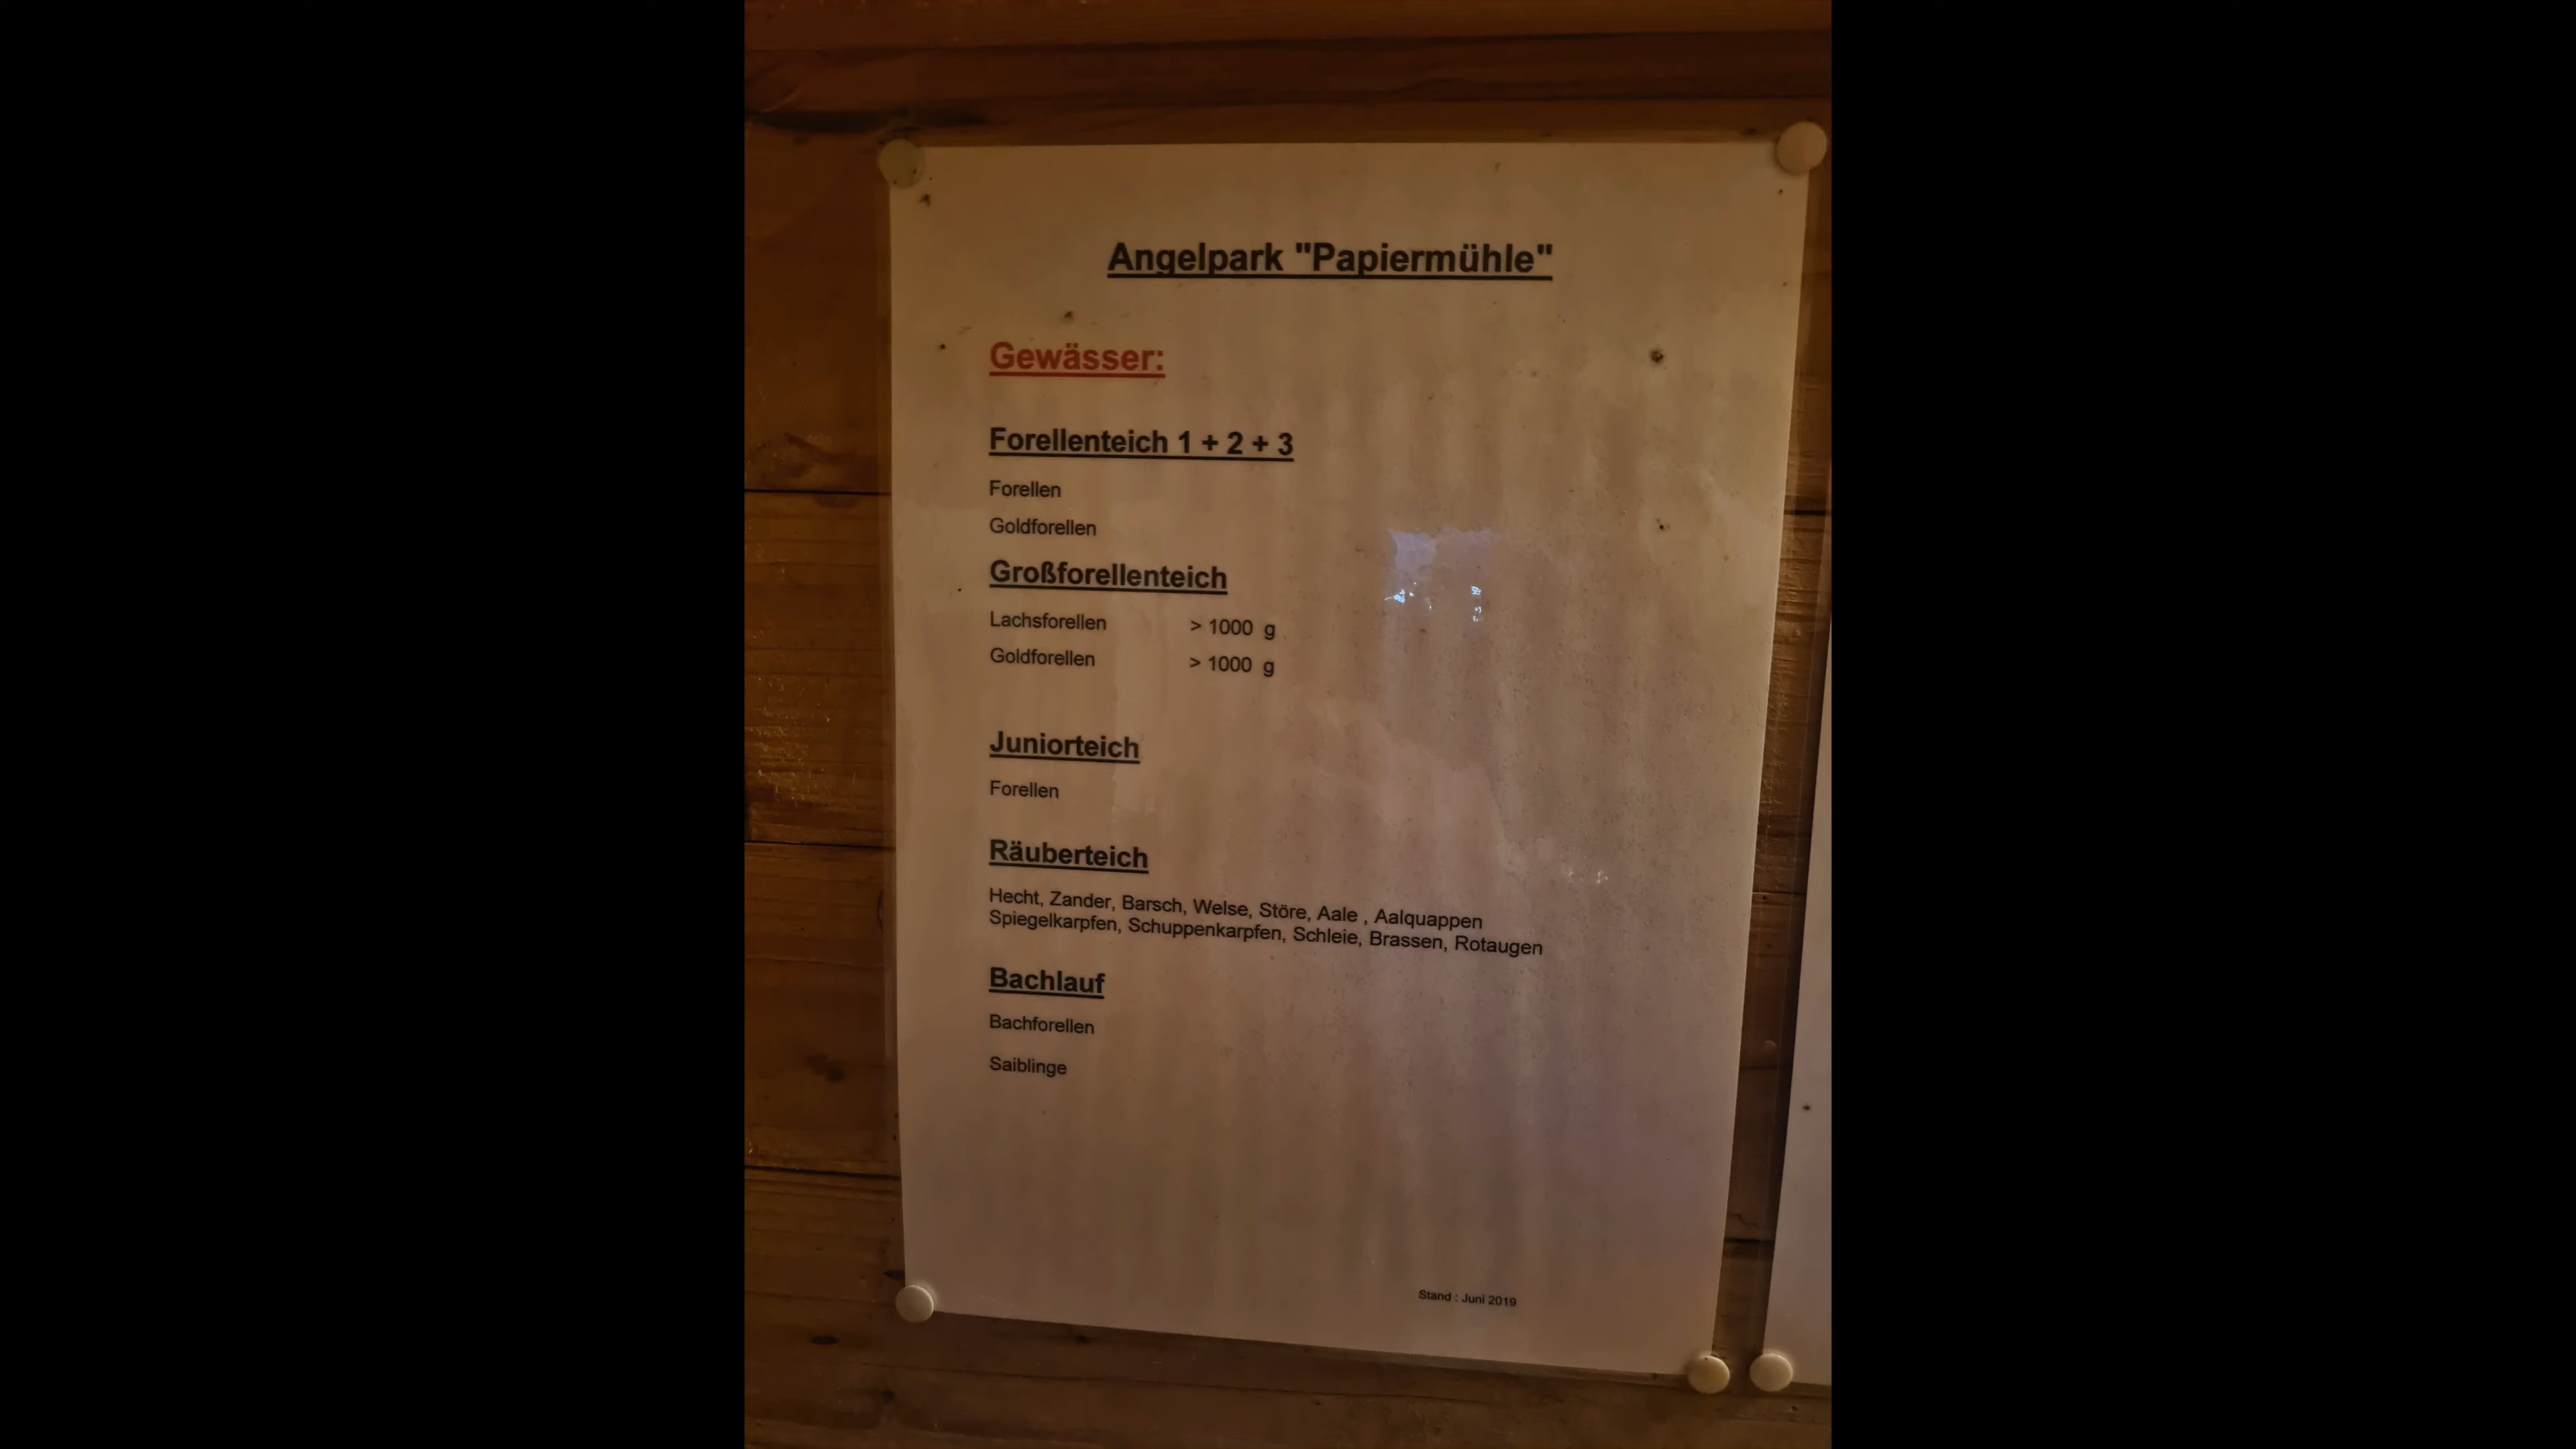 Angelpark "Papiermühle"
Gewässer:
Forellenteich 1 + 2 + 3
Forellen
Goldforellen
Großforellenteich
Lachsforellen > 1000 g
Goldforellen > 1000 g
Juniorteich
Forellen
Räuberteich
Hecht, Zander, Barsch, Welse, Störe, Aale , Aalquappen
Spiegelkarpfen, Schuppenkarpfen, Schleie, Brassen, Rotaugen
Bachlauf
Bachforellen
Saiblinge
Stand : Juni 2019